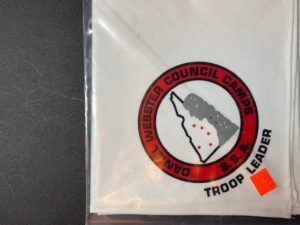 DANIEL WEBSTER COUNCIL CAMPS
B.S.A.
TROOP LEADER